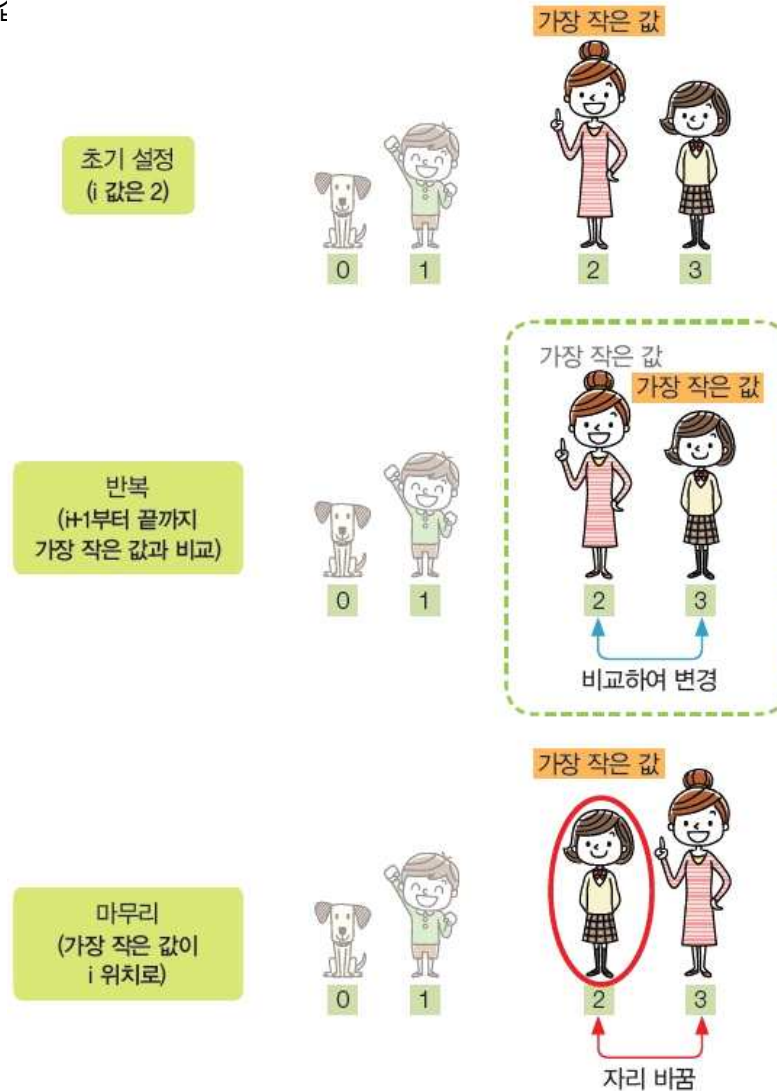 가장 작은 값
초기 설정
(i 값은 2)
0 1 2 3
가장 작은 값
가장 작은 값
반복
(i+1부터 끝까지
가장 작은 값과 비교)
0 1 2 3
비교하여 변경
가장 작은 값
마무리
(가장 작은 값이
i 위치로)
0 1 2 3
자리 바꿈